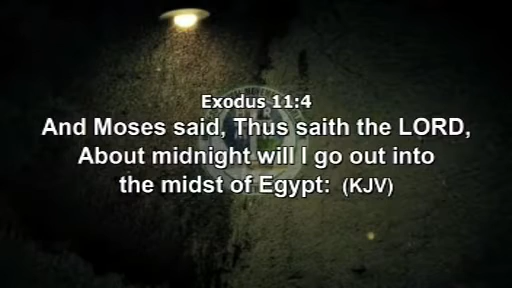 Exodus 11:4
And Moses said, Thus saith the LORD,
About midnight will I go out into
the midst of Egypt: (KJV)